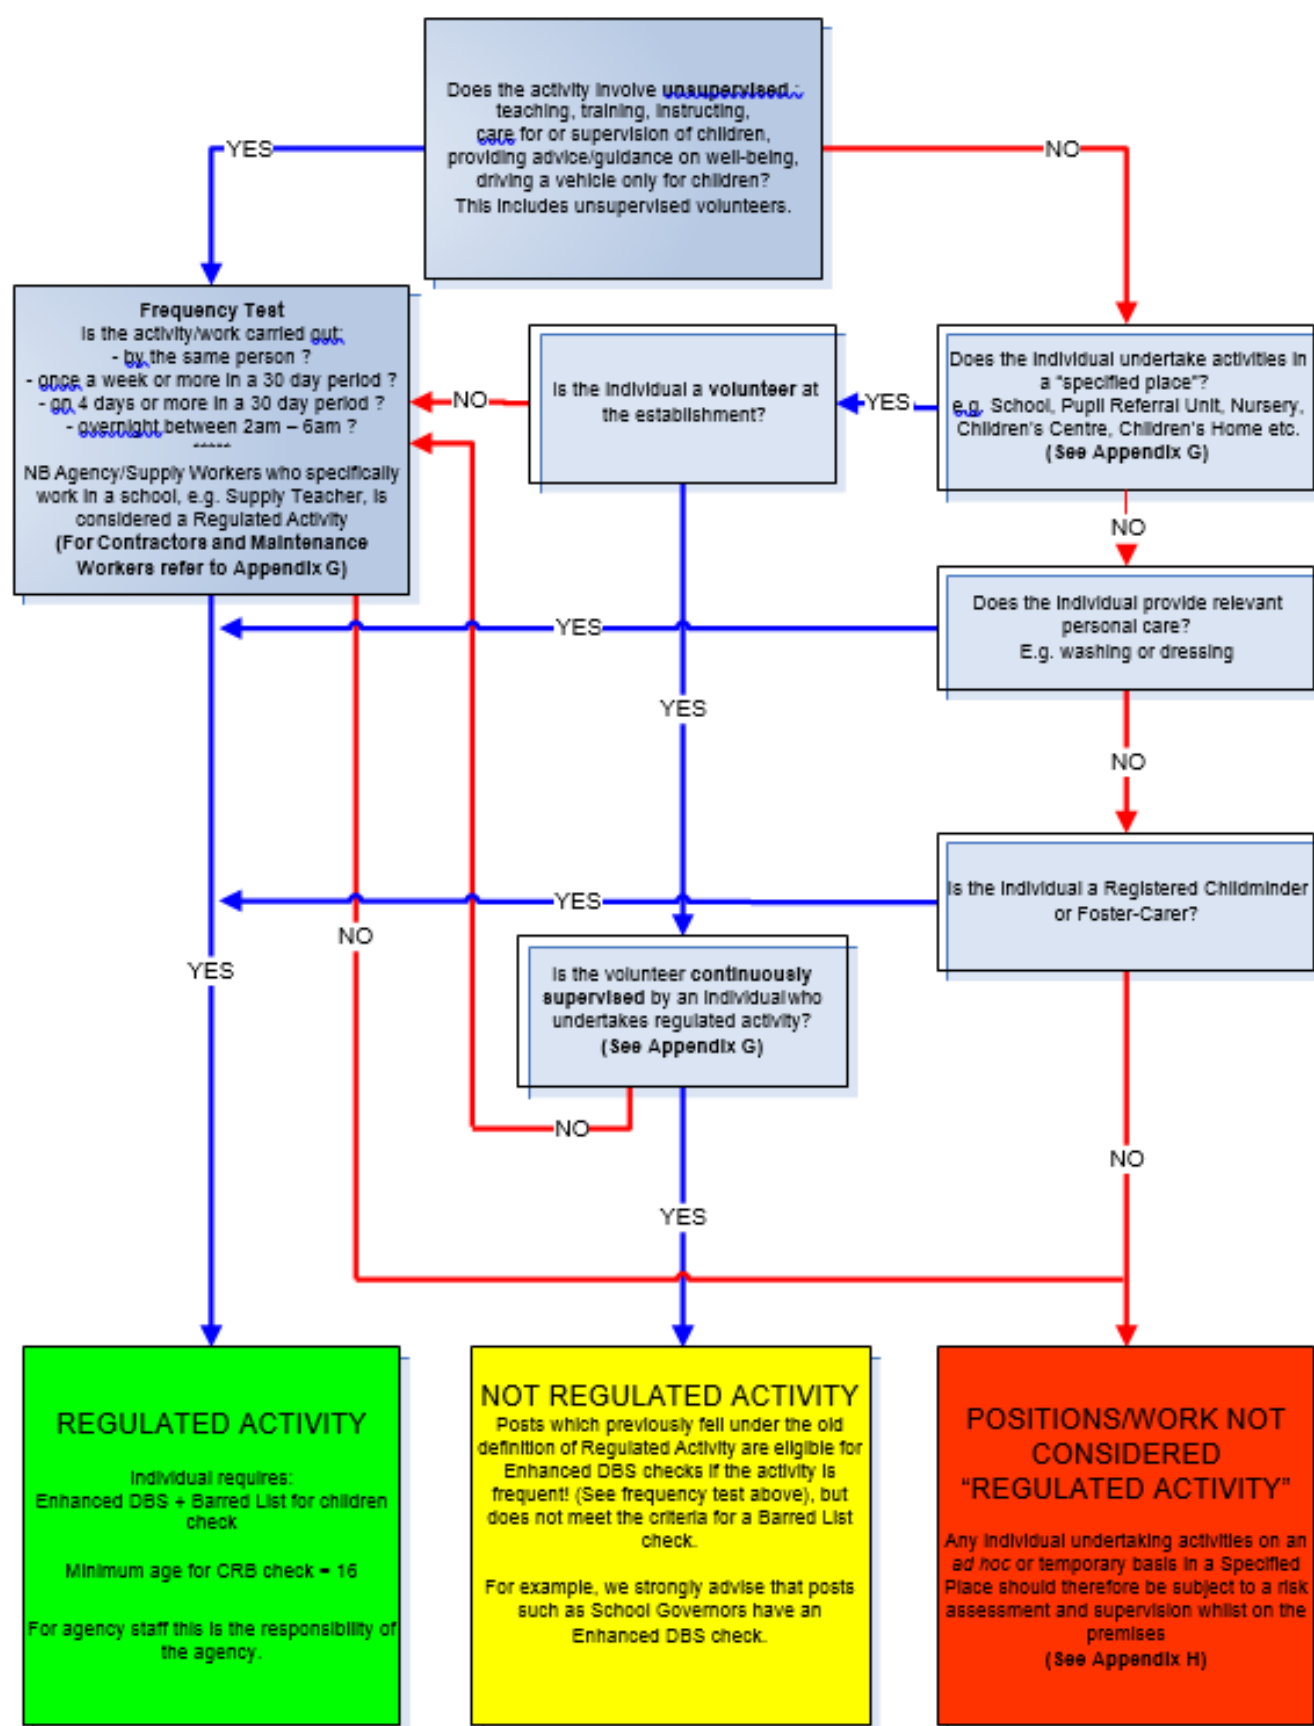 Does the activity involve unsupervised :
teaching, training, instructing,
care for or supervision of children,
providing advice/guidance on well-being,
driving a vehicle only for children?
This includes unsupervised volunteers.
YES
NO
Frequency Test
Is the activity/work carried out:
- by the same person ?
- once a week or more in a 30 day period ?
- on 4 days or more in a 30 day period ?
- overnight between 2am – 6am ?
*****
NB Agency/Supply Workers who specifically
work in a school, e.g. Supply Teacher, is
considered a Regulated Activity
(For Contractors and Maintenance
Workers refer to Appendix G)
NO
Is the individual a volunteer at
the establishment?
YES
Does the individual undertake activities in
a "specified place"?
e.g. School, Pupil Referral Unit, Nursery,
Children's Centre, Children's Home etc.
(See Appendix G)
NO
Does the individual provide relevant
personal care?
E.g. washing or dressing
YES
YES
NO
Is the individual a Registered Childminder
or Foster-Carer?
YES
NO
YES
Is the volunteer continuously
supervised by an individual who
undertakes regulated activity?
(See Appendix G)
NO
NO
YES
REGULATED ACTIVITY
Individual requires:
Enhanced DBS + Barred List for children
check
Minimum age for CRB check = 16
For agency staff this is the responsibility of
the agency.
NOT REGULATED ACTIVITY
Posts which previously fell under the old
definition of Regulated Activity are eligible for
Enhanced DBS checks if the activity is
frequent! (See frequency test above), but
does not meet the criteria for a Barred List
check.
For example, we strongly advise that posts
such as School Governors have an
Enhanced DBS check.
POSITIONS/WORK NOT
CONSIDERED
"REGULATED ACTIVITY"
Any individual undertaking activities on an
ad hoc or temporary basis in a Specified
Place should therefore be subject to a risk
assessment and supervision whilst on the
premises
(See Appendix H)